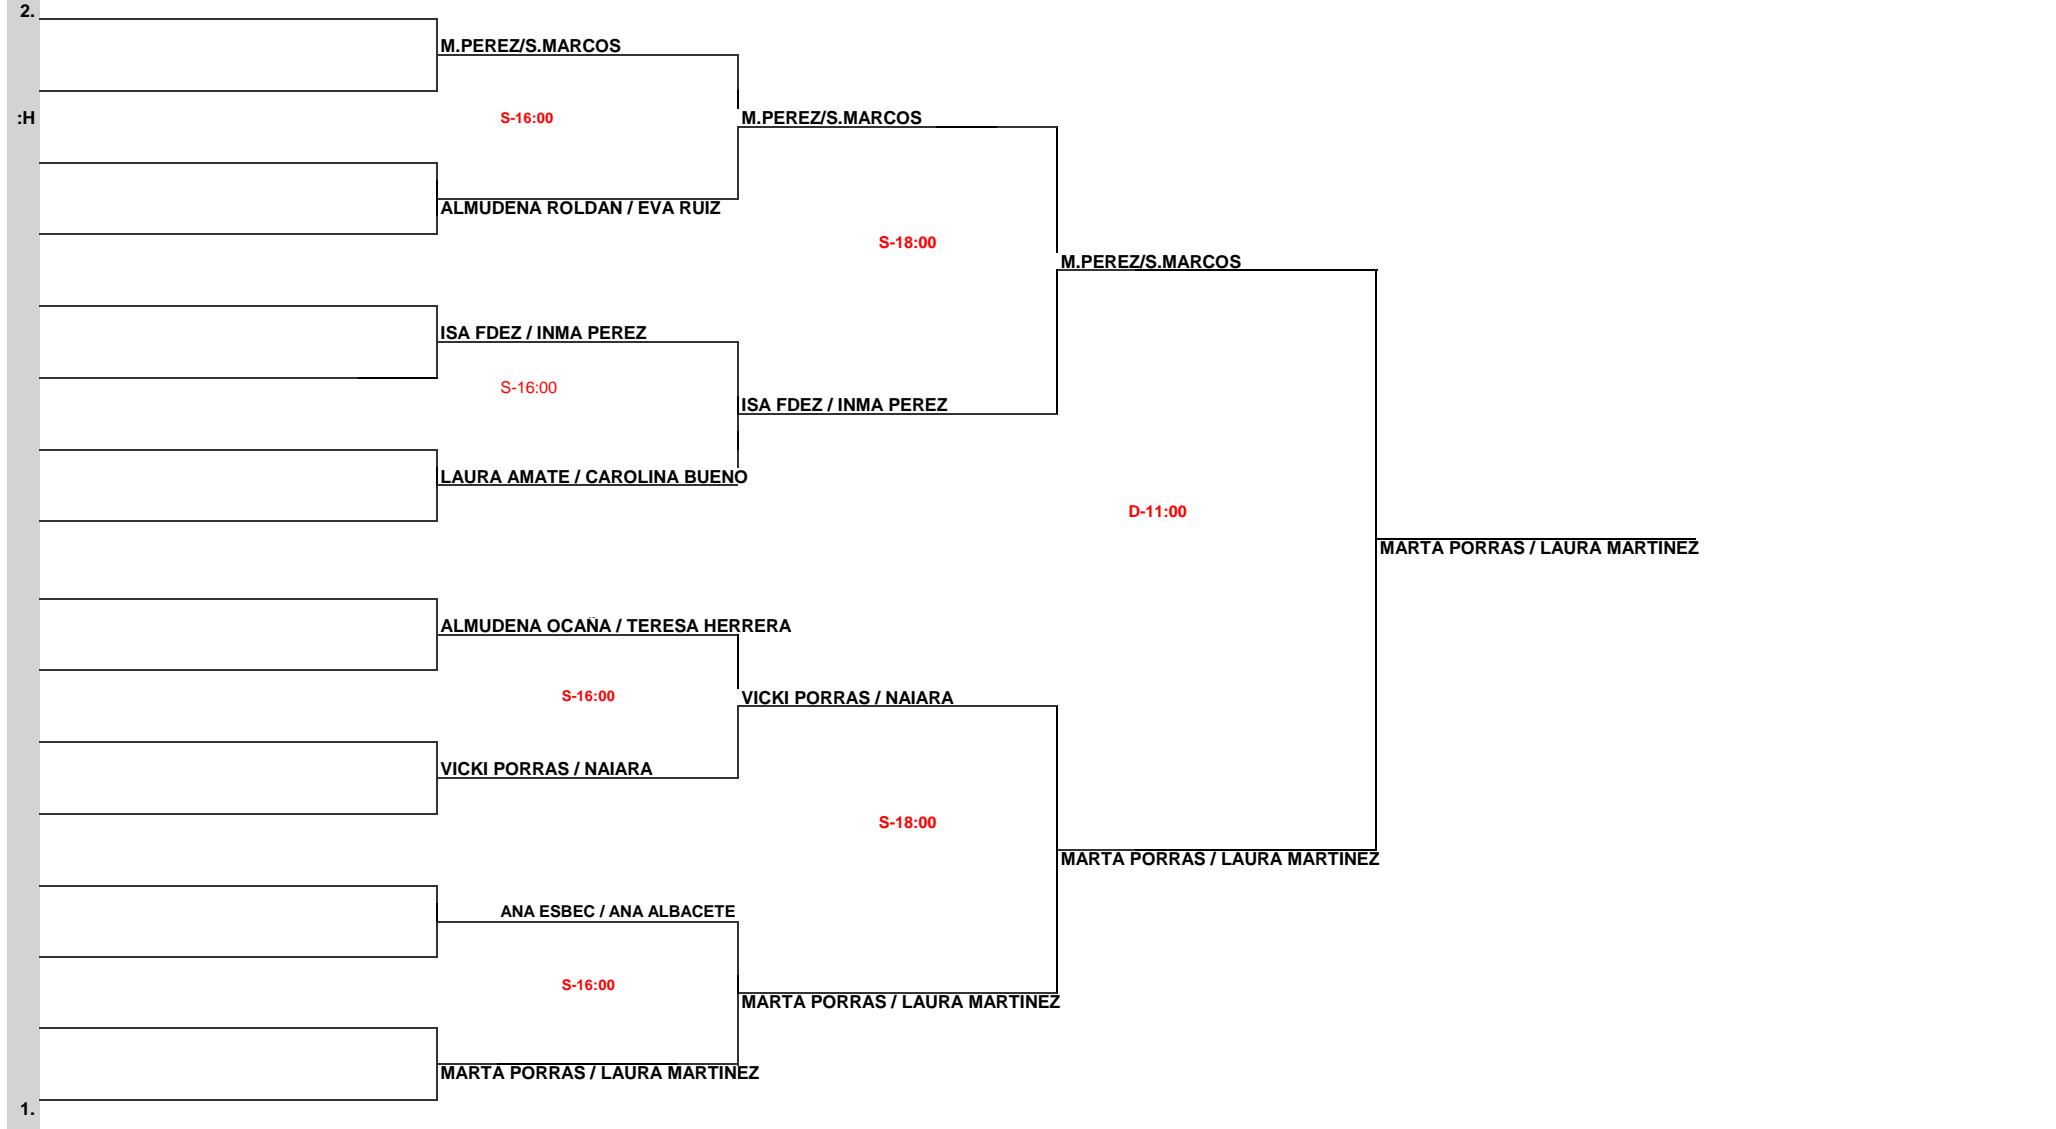 2.
M.PEREZ/S.MARCOS
:H
S-16:00
M.PEREZ/S.MARCOS
ALMUDENA ROLDAN / EVA RUIZ
S-18:00
M.PEREZ/S.MARCOS
ISA FDEZ / INMA PEREZ
S-16:00
ISA FDEZ / INMA PEREZ
LAURA AMATE / CAROLINA BUENO
D-11:00
MARTA PORRAS / LAURA MARTINEZ
ALMUDENA OCAÑA / TERESA HERRERA
S-16:00
VICKI PORRAS / NAIARA
VICKI PORRAS / NAIARA
S-18:00
MARTA PORRAS / LAURA MARTINEZ
ANA ESBEC / ANA ALBACETE
S-16:00
MARTA PORRAS / LAURA MARTINEZ
MARTA PORRAS / LAURA MARTINEZ
1.